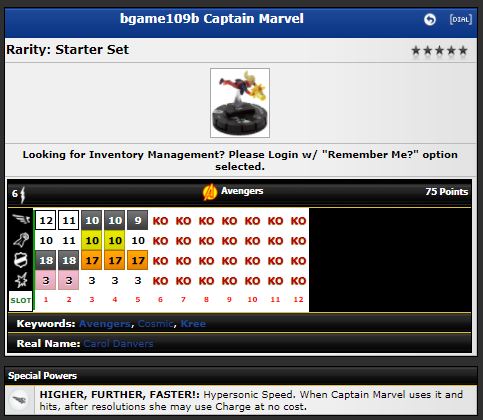 bgame109b Captain Marvel
[DIAL]
Rarity: Starter Set
Looking for Inventory Management? Please Login w/ "Remember Me?" option
selected.
6 Avengers 75 Points
12 11 10 10 9 KO KO KO KO KO KO KO
10 11 10 10 10 KO KO KO KO KO KO KO
18 18 17 17 17 KO KO KO KO KO KO KO
3 3 3 3 3 KO KO KO KO KO KO KO
SLOT 1 2 3 4 5 6 7 8 9 10 11 12
Keywords: Avengers, Cosmic, Kree
Real Name: Carol Danvers
Special Powers
HIGHER, FURTHER, FASTER!: Hypersonic Speed. When Captain Marvel uses it and
hits, after resolutions she may use Charge at no cost.